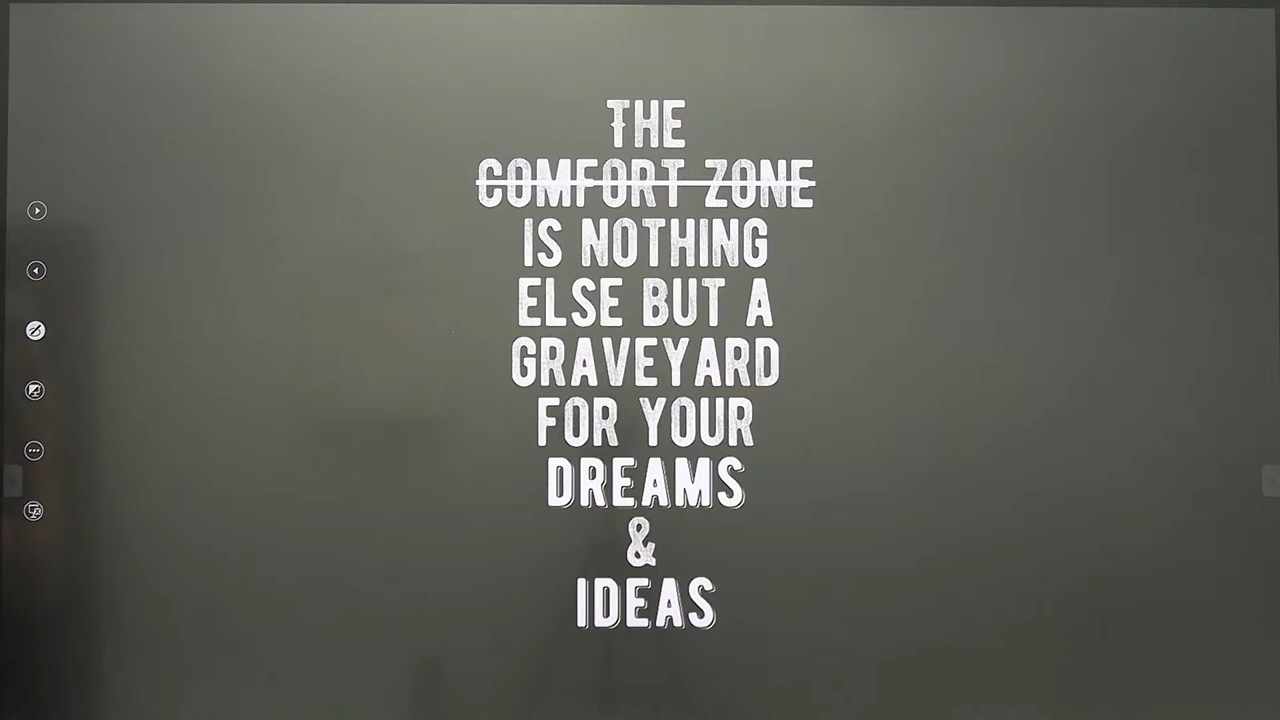 THE
COMFORT ZONE
IS NOTHING
ELSE BUT A
GRAVEYARD
FOR YOUR
DREAMS
&
IDEAS